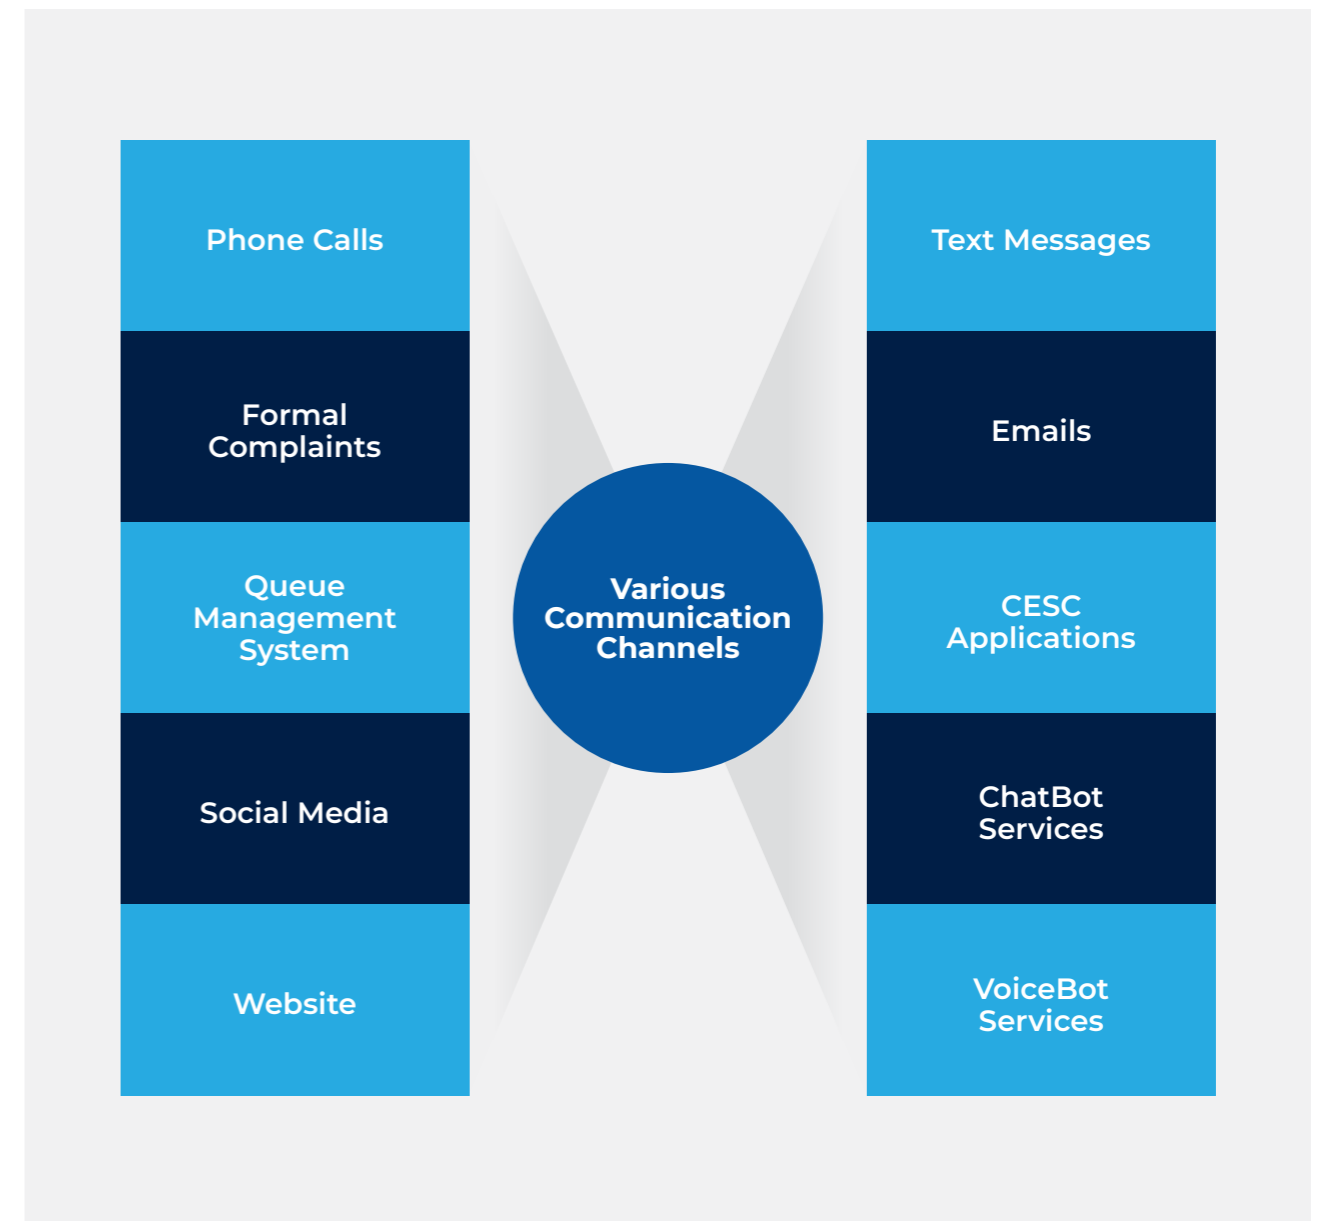 Phone Calls
Formal
Complaints
Queue
Management
System
Social Media
Website
Various
Communication
Channels
Text Messages
Emails
CESC
Applications
ChatBot
Services
VoiceBot
Services